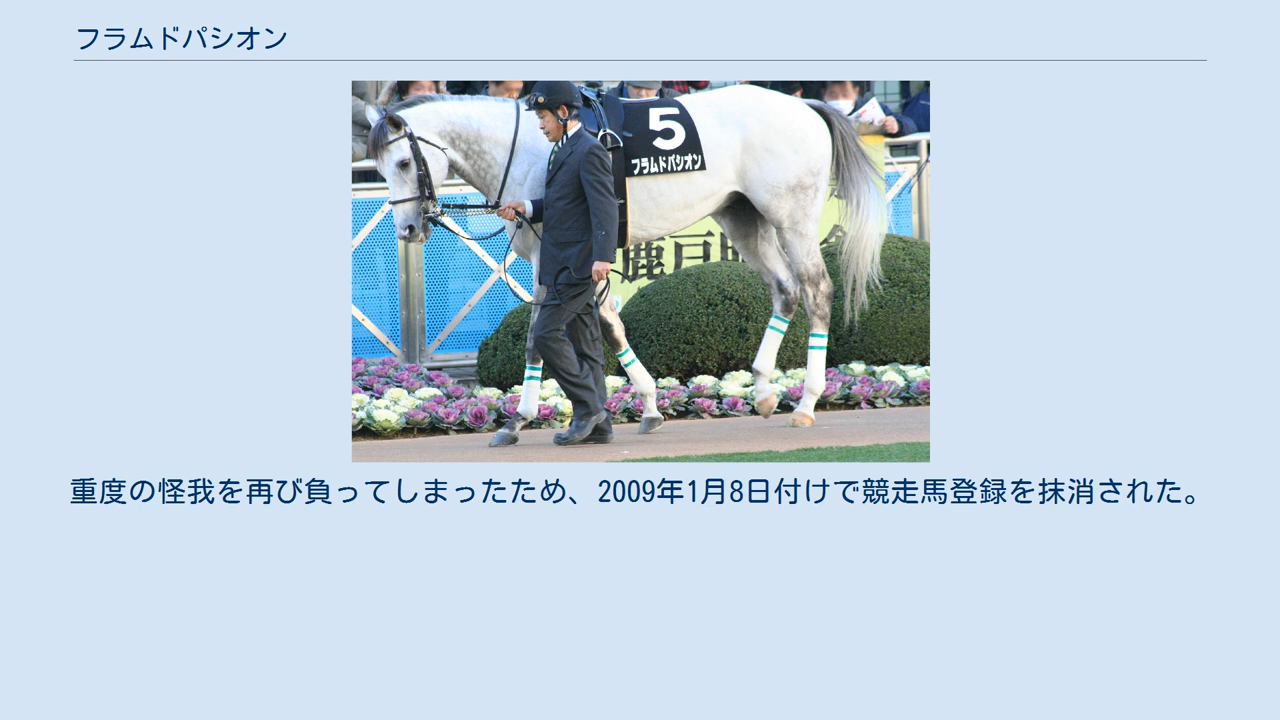 フラムドパシオン
5
フラムドパシオン
鹿戸
重度の怪我を再び負ってしまったため、2009年1月8日付けで競走馬登録を抹消された。